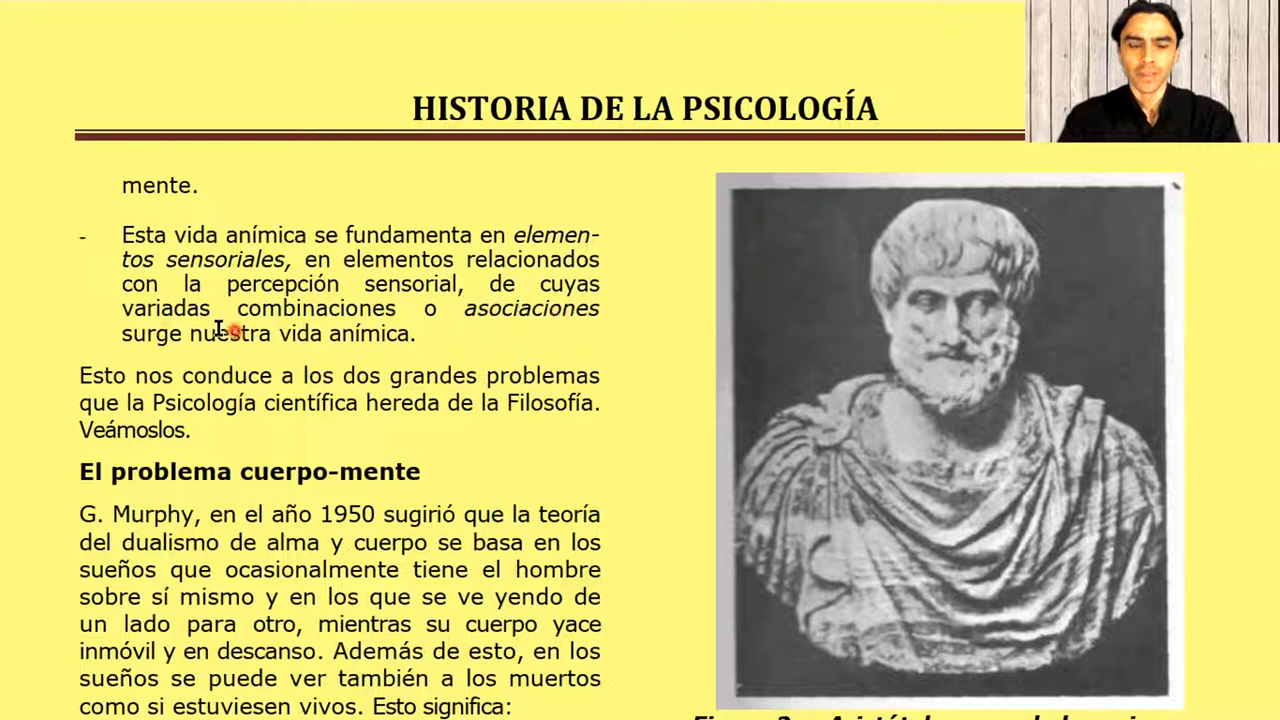 HISTORIA DE LA PSICOLOGÍA
mente.
- Esta vida anímica se fundamenta en elemen-
tos sensoriales, en elementos relacionados
con la percepción sensorial, de cuyas
variadas combinaciones o asociaciones
surge nuestra vida anímica.
Esto nos conduce a los dos grandes problemas
que la Psicología científica hereda de la Filosofía.
Veámoslos.
El problema cuerpo-mente
G. Murphy, en el año 1950 sugirió que la teoría
del dualismo de alma y cuerpo se basa en los
sueños que ocasionalmente tiene el hombre
sobre sí mismo y en los que se ve yendo de
un lado para otro, mientras su cuerpo yace
inmóvil y en descanso. Además de esto, en los
sueños se puede ver también a los muertos
como si estuviesen vivos. Esto significa: